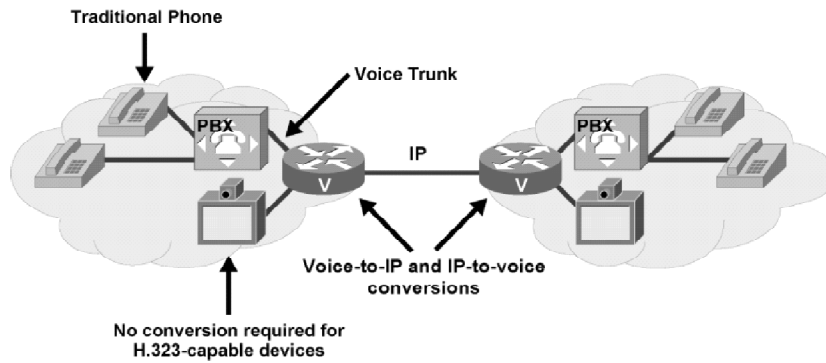 Traditional Phone
Voice Trunk
PBX
PBX
IP
V
V
Voice-to-IP and IP-to-voice
conversions
No conversion required for
H.323-capable devices